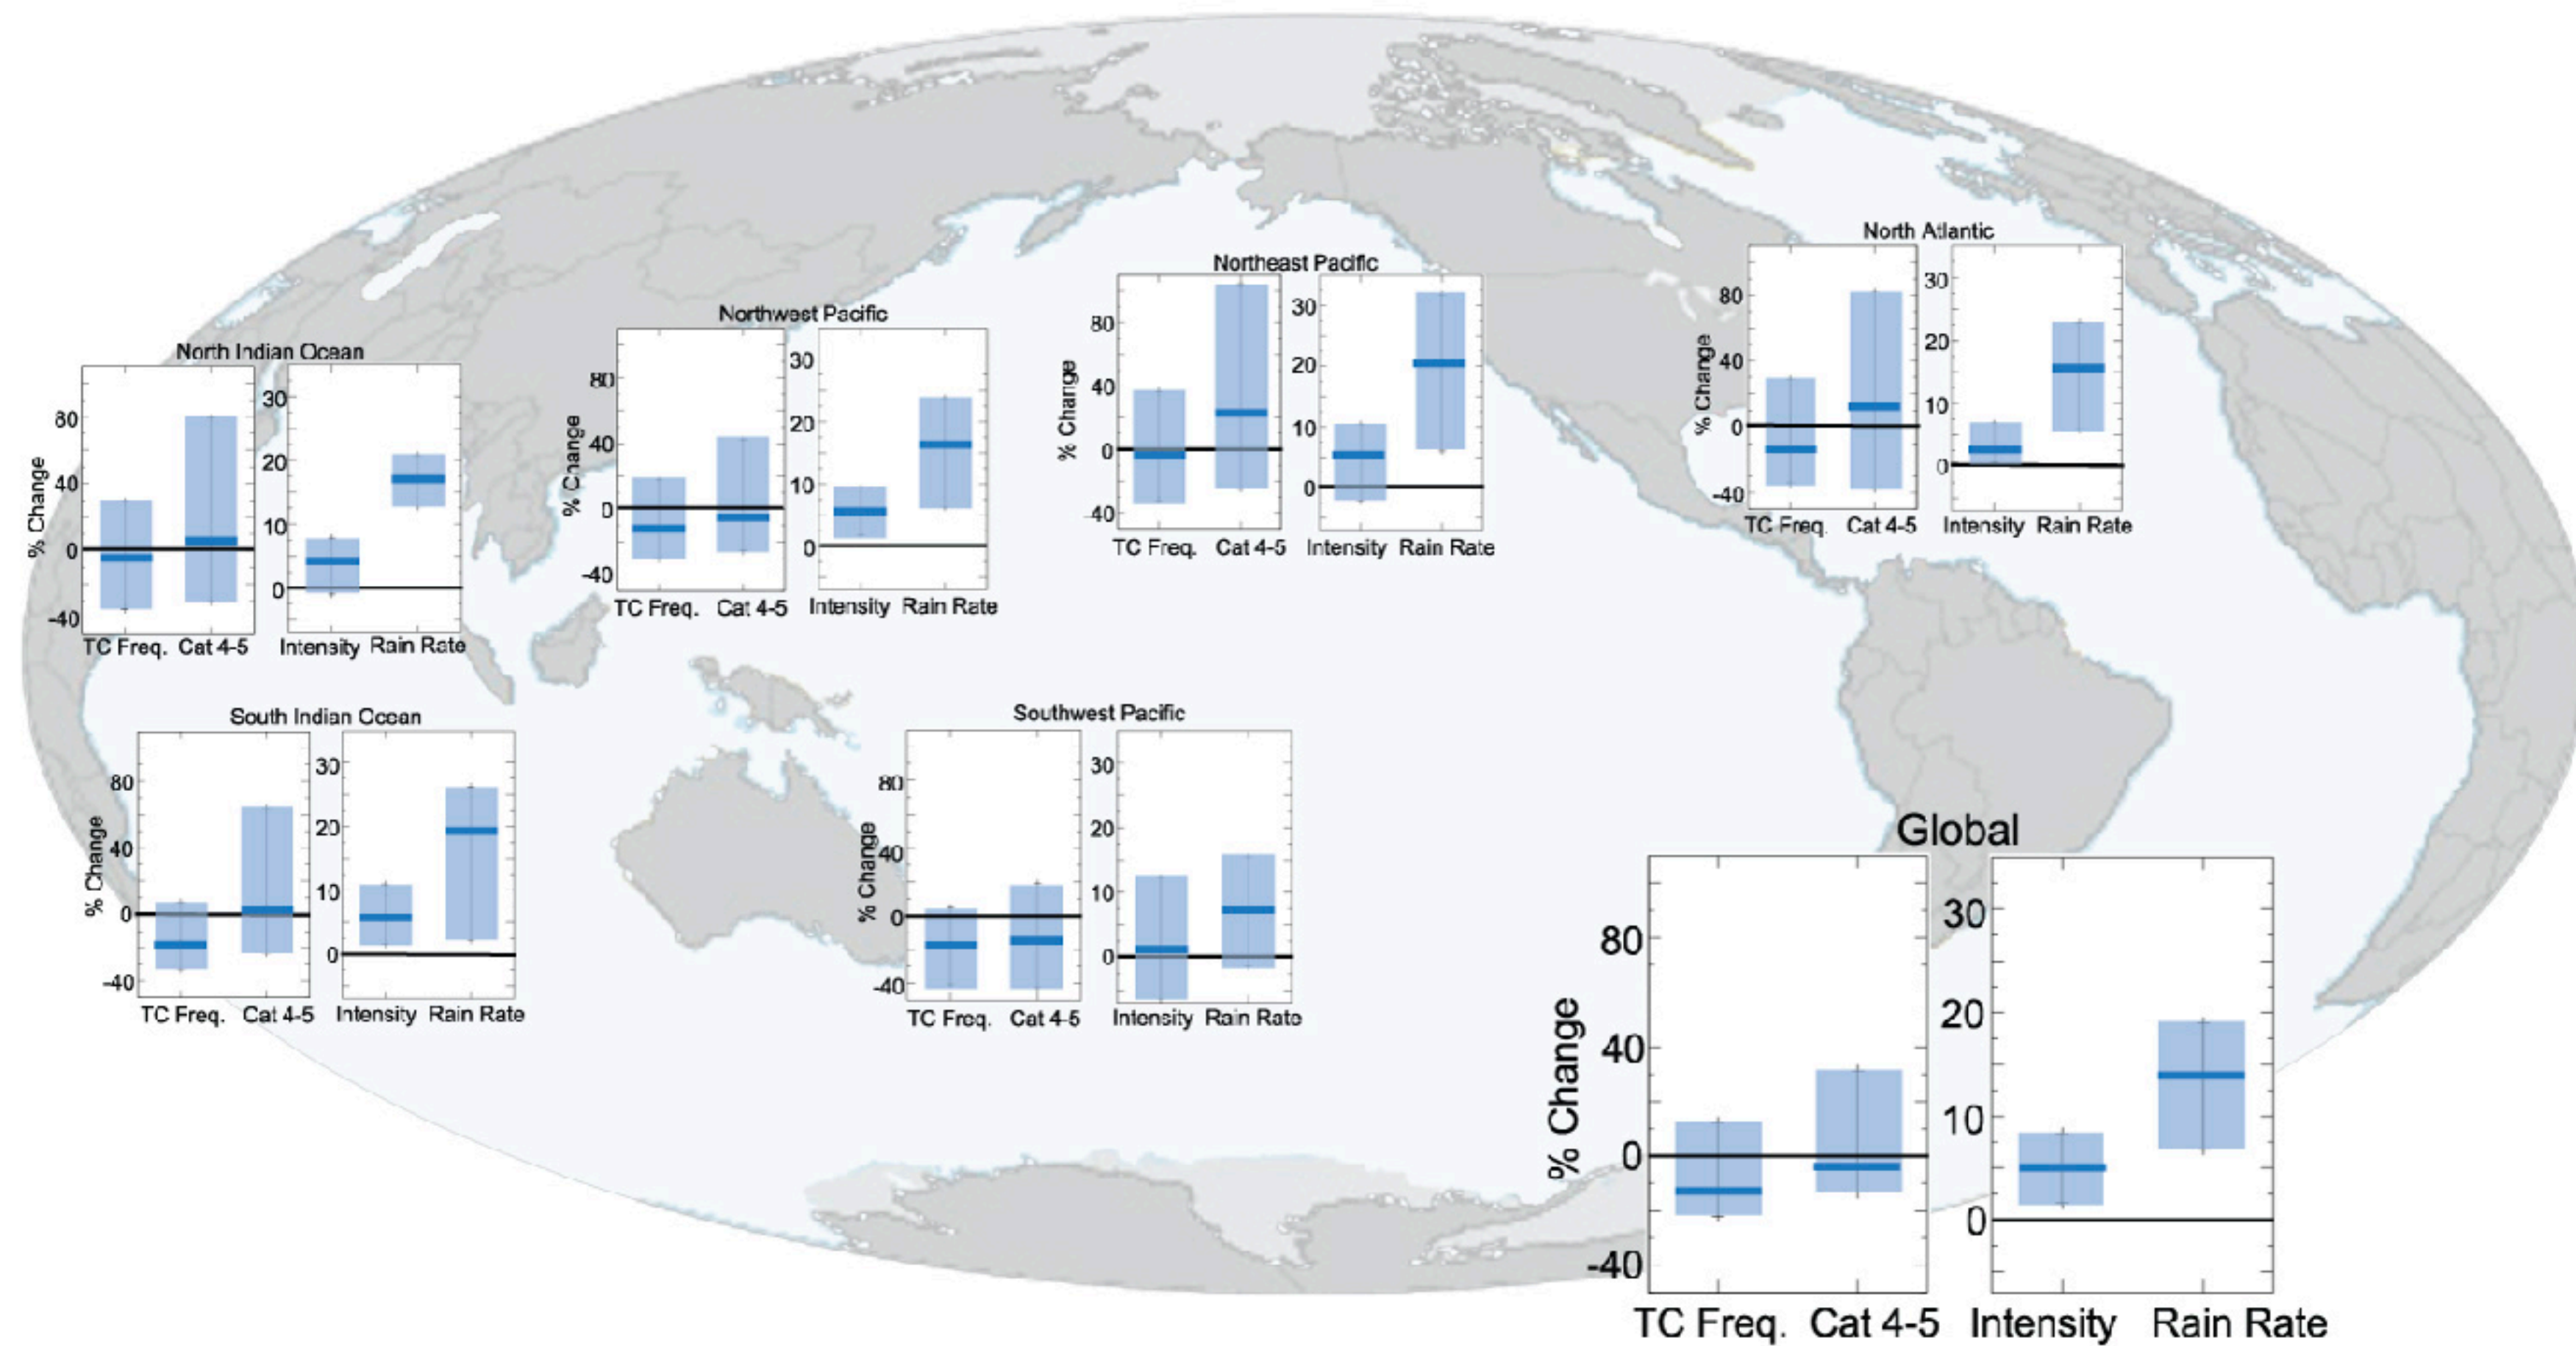 North Atlantic
% Change
80
40
0
-40
30
20
10
0
TC Freq. Cat 4-5 Intensity Rain Rate
Northeast Pacific
% Change
80
40
0
-40
30
20
10
0
TC Freq. Cat 4-5 Intensity Rain Rate
Northwest Pacific
% Change
80
40
0
-40
30
20
10
0
TC Freq. Cat 4-5 Intensity Rain Rate
North Indian Ocean
% Change
80
40
0
-40
30
20
10
0
TC Freq. Cat 4-5 Intensity Rain Rate
South Indian Ocean
% Change
80
40
0
-40
30
20
10
0
TC Freq. Cat 4-5 Intensity Rain Rate
Southwest Pacific
% Change
80
40
0
-40
30
20
10
0
TC Freq. Cat 4-5 Intensity Rain Rate
Global
% Change
80
40
0
-40
30
20
10
0
TC Freq. Cat 4-5 Intensity Rain Rate